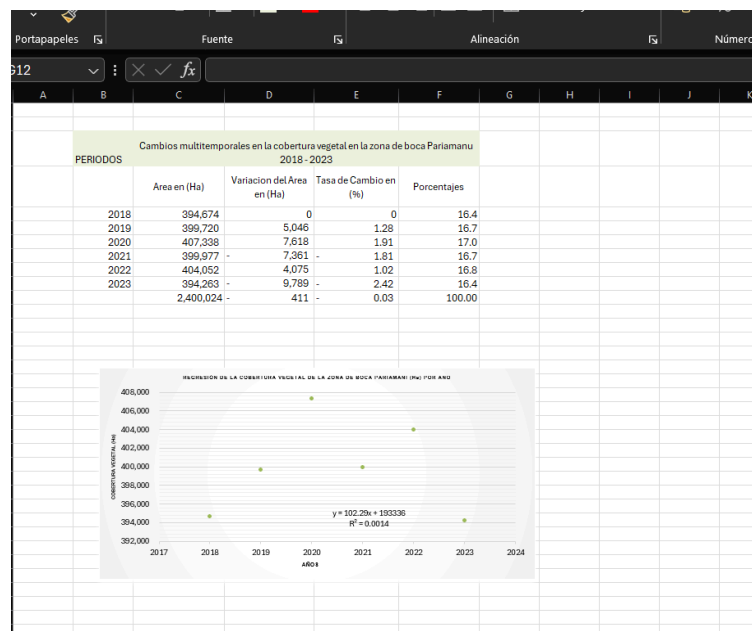 Portapapeles Fuente Alineación Número
G12 fx
A B C D E F G H I J K
Cambios multitemporales en la cobertura vegetal en la zona de boca Pariamanu
PERIODOS 2018 - 2023
Area en (Ha) Variacion del Area en (Ha) Tasa de Cambio en (%) Porcentajes
2018 394,674 0 0 16.4
2019 399,720 5,046 1.28 16.7
2020 407,338 7,618 1.91 17.0
2021 399,977 - 7,361 - 1.81 16.7
2022 404,052 4,075 1.02 16.8
2023 394,263 - 9,789 - 2.42 16.4
2,400,024 - 411 - 0.03 100.00
REGRESIÓN DE LA COBERTURA VEGETAL DE LA ZONA DE BOCA PARIAMANI (Ha) POR AÑO
COBERTURA VEGETAL (Ha)
408,000
406,000
404,000
402,000
400,000
398,000
396,000
394,000
392,000
y = 102.29x + 193336
R² = 0.0014
2017 2018 2019 2020 2021 2022 2023 2024
AÑOS